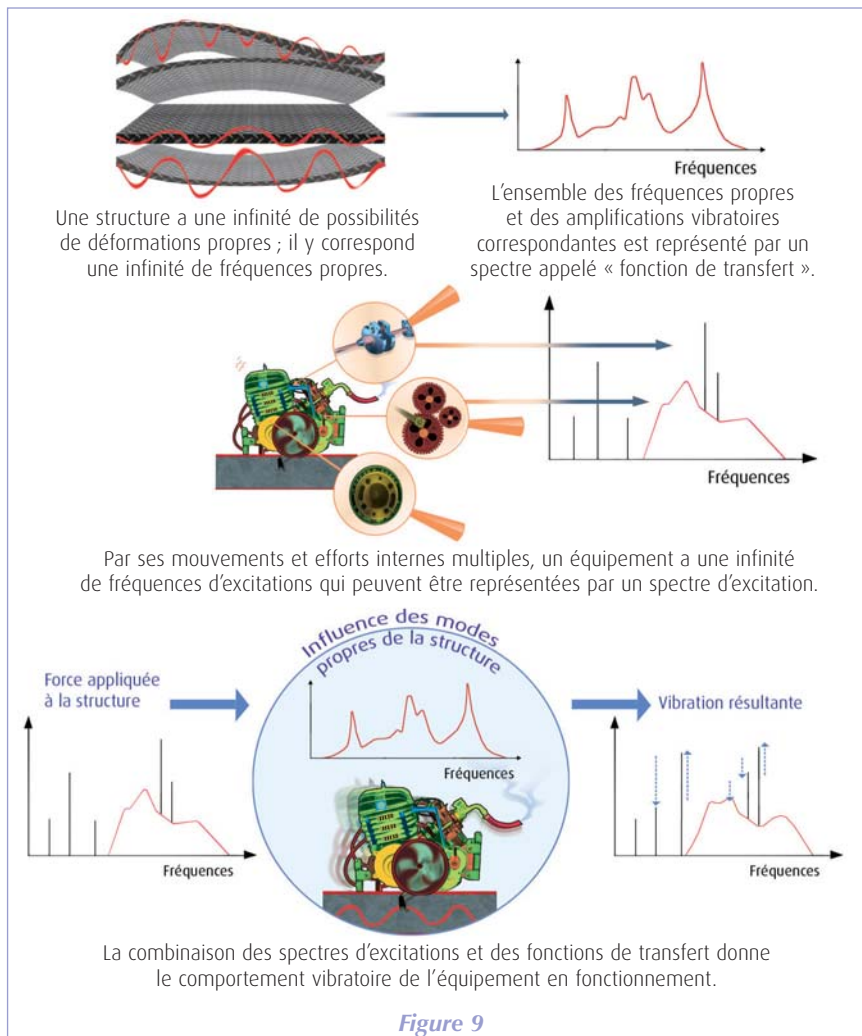 Fréquences
Une structure a une infinité de possibilités
de déformations propres ; il y correspond
une infinité de fréquences propres.
L’ensemble des fréquences propres
et des amplifications vibratoires
correspondantes est représenté par un
spectre appelé « fonction de transfert ».
Fréquences
Par ses mouvements et efforts internes multiples, un équipement a une infinité
de fréquences d’excitations qui peuvent être représentées par un spectre d’excitation.
Force appliquée
à la structure
Fréquences
Influence des modes
propres de la structure
Fréquences
Vibration résultante
Fréquences
La combinaison des spectres d’excitations et des fonctions de transfert donne
le comportement vibratoire de l’équipement en fonctionnement.
Figure 9